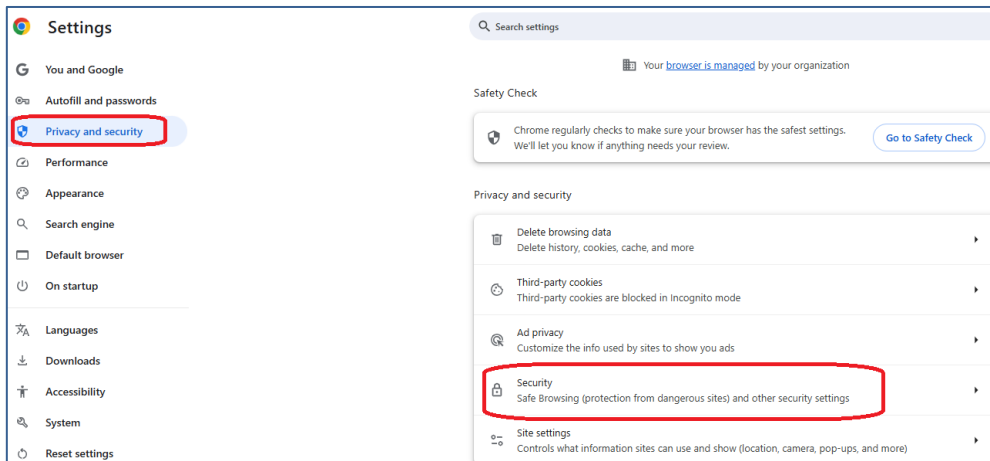 Settings
You and Google
Autofill and passwords
Privacy and security
Performance
Appearance
Search engine
Default browser
On startup
Languages
Downloads
Accessibility
System
Reset settings
Search settings
Your browser is managed by your organization
Safety Check
Chrome regularly checks to make sure your browser has the safest settings.
We'll let you know if anything needs your review.
Go to Safety Check
Privacy and security
Delete browsing data
Delete history, cookies, cache, and more
Third-party cookies
Third-party cookies are blocked in Incognito mode
Ad privacy
Customize the info used by sites to show you ads
Security
Safe Browsing (protection from dangerous sites) and other security settings
Site settings
Controls what information sites can use and show (location, camera, pop-ups, and more)